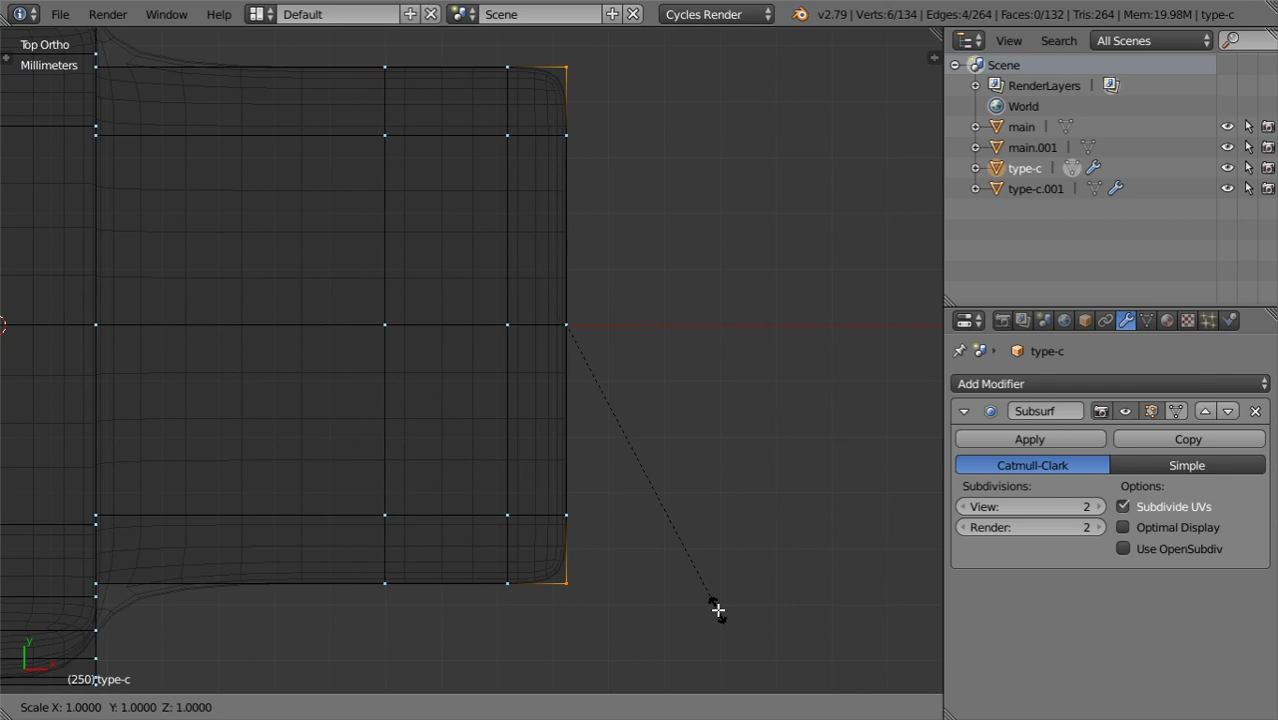 File Render Window Help Default Scene Cycles Render v2.79 | Verts:6/134 | Edges:4/264 | Faces:0/132 | Tris:264 | Mem:19.98M | type-c
Top Ortho
Millimeters
View Search All Scenes
Scene
RenderLayers
World
main
main.001
type-c
type-c.001
type-c
Add Modifier
Subsurf
Apply Copy
Catmull-Clark Simple
Subdivisions: Options:
View: 2 Subdivide UVs
Render: 2 Optimal Display
Use OpenSubdiv
y
x
(250) type-c
Scale X: 1.0000 Y: 1.0000 Z: 1.0000